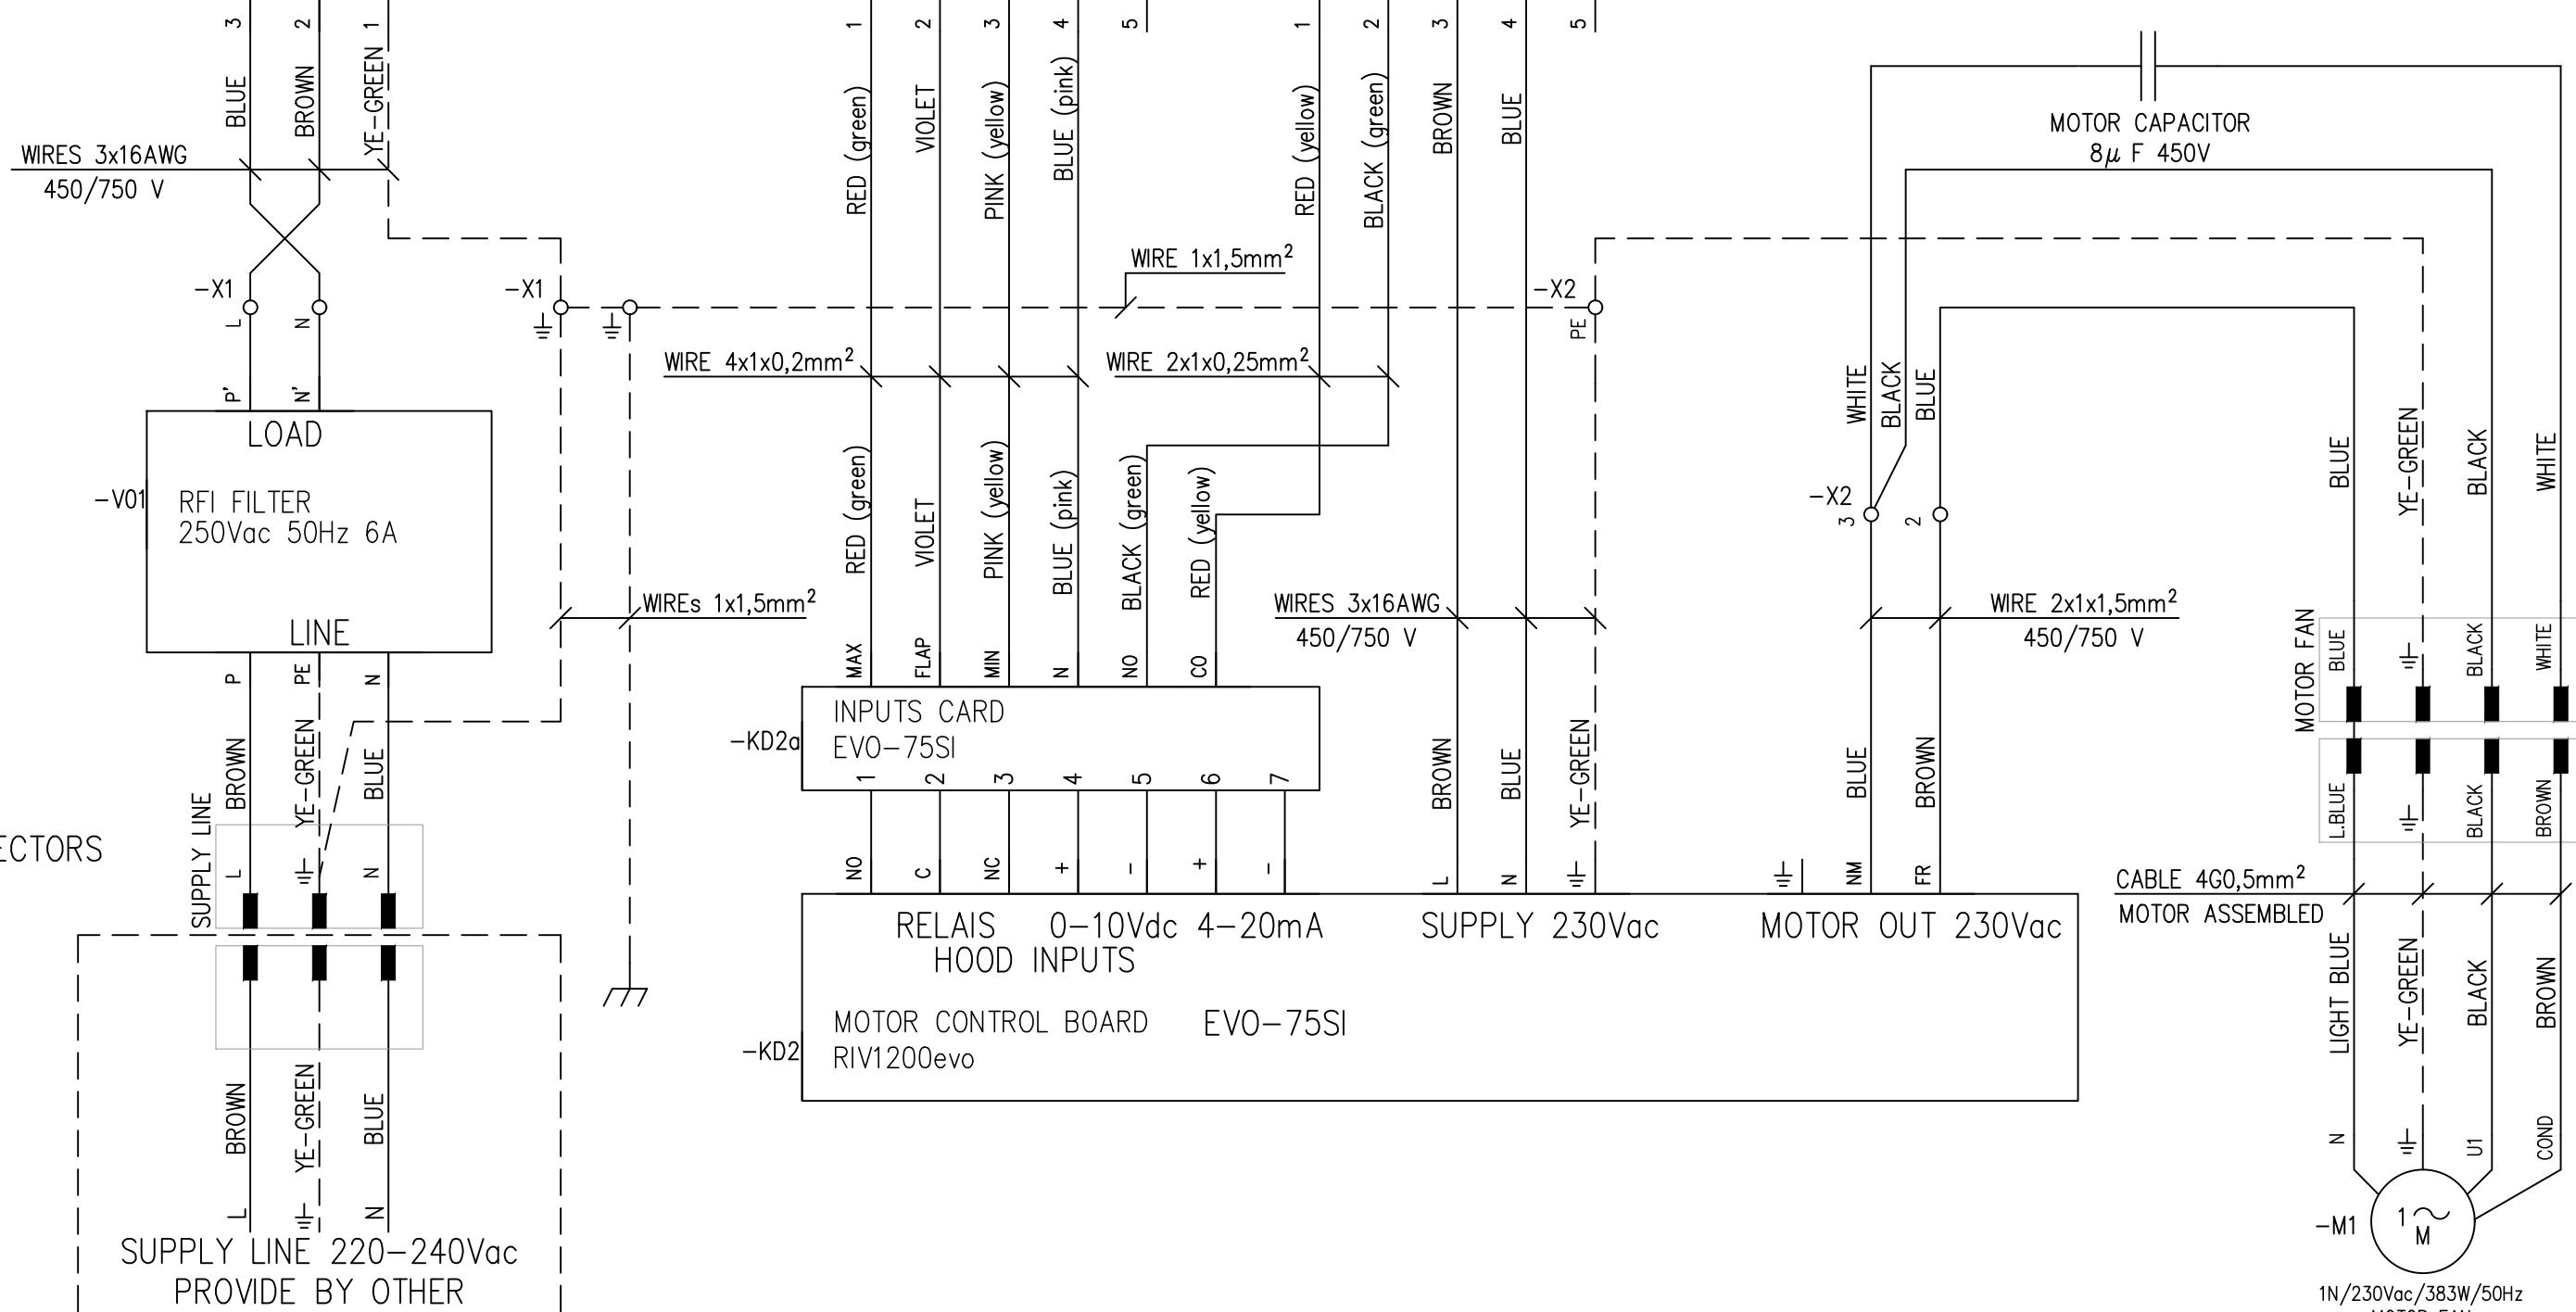 3 2 1
1 2 3 4 5
1 2 3 4 5
BLUE
BROWN
YE-GREEN
RED (green)
VIOLET
PINK (yellow)
BLUE (pink)
RED (yellow)
BLACK (green)
BROWN
BLUE
MOTOR CAPACITOR
8µ F 450V
WIRES 3x16AWG
450/750 V
-X1
L
N
-X1
WIRE 1x1,5mm²
-X2
PE
WIRE 4x1x0,2mm²
WIRE 2x1x0,25mm²
P'
N'
LOAD
-V01
RFI FILTER
250Vac 50Hz 6A
LINE
P
PE
N
WHITE
BLACK
BLUE
-X2
3
2
BLUE
YE-GREEN
BLACK
WHITE
RED (green)
VIOLET
PINK (yellow)
BLUE (pink)
BLACK (green)
RED (yellow)
WIREs 1x1,5mm²
WIRES 3x16AWG
450/750 V
WIRE 2x1x1,5mm²
450/750 V
MAX
FLAP
MIN
N
NO
CO
-KD2a
INPUTS CARD
EVO-75SI
1 2 3 4 5 6 7
BROWN
YE-GREEN
BLUE
BROWN
BLUE
YE-GREEN
BLUE
BROWN
MOTOR FAN
BLUE
BLACK
WHITE
L.BLUE
BLACK
BROWN
ECTORS
SUPPLY LINE
L
N
NO
C
NC
+
-
+
-
L
N
NM
FR
CABLE 4G0,5mm²
MOTOR ASSEMBLED
RELAIS 0-10Vdc 4-20mA
HOOD INPUTS
SUPPLY 230Vac
MOTOR OUT 230Vac
-KD2
MOTOR CONTROL BOARD EVO-75SI
RIV1200evo
LIGHT BLUE
YE-GREEN
BLACK
BROWN
BROWN
YE-GREEN
BLUE
L
N
N
U1
COND
SUPPLY LINE 220-240Vac
PROVIDE BY OTHER
-M1
1
M
1N/230Vac/383W/50Hz
MOTOR FAN